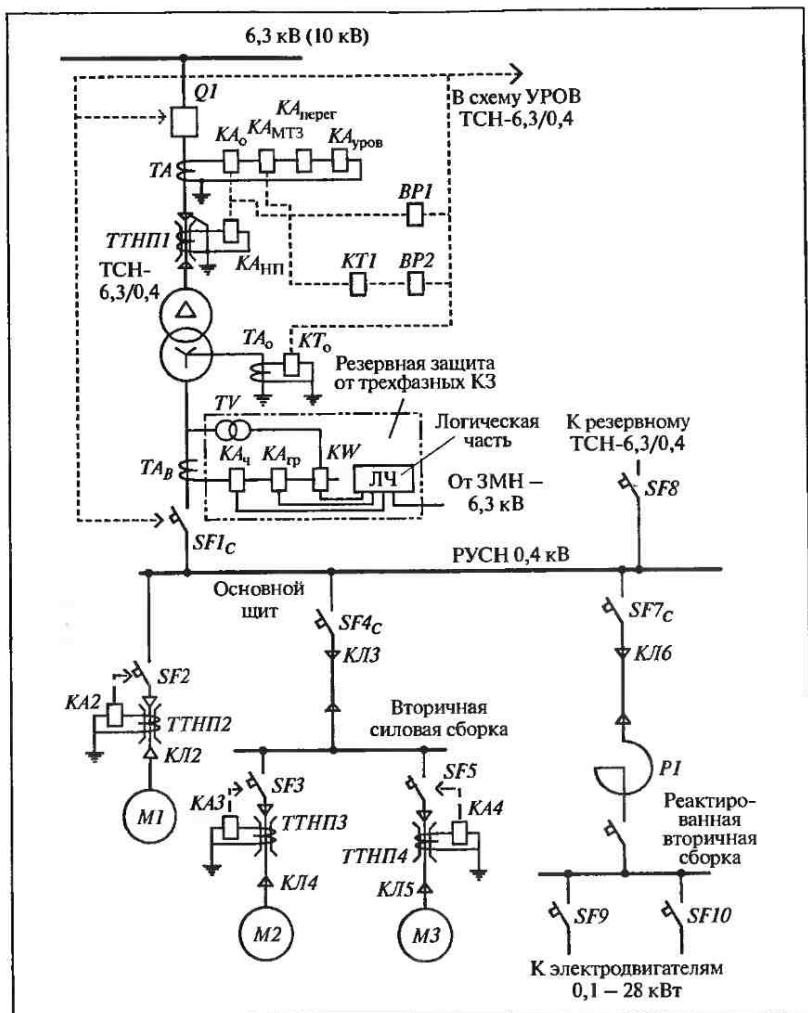 6,3 кВ (10 кВ)
Q1
В схему УРОВ
ТСН-6,3/0,4
KAо
KAМТЗ
KAперег
KAуров
TA
BP1
ТТНП1
KAНП
KT1
BP2
ТСН-
6,3/0,4
TAо
KTо
Резервная защита
от трехфазных КЗ
TV
Логическая
часть
К резервному
ТСН-6,3/0,4
KAч
KAгр
KW
ЛЧ
TAВ
От ЗМН –
6,3 кВ
SF8
SF1С
РУСН 0,4 кВ
Основной
щит
SF4С
SF7С
КЛ3
КЛ6
SF2
KA2
ТТНП2
КЛ2
Вторичная
силовая сборка
P1
M1
SF3
SF5
KA3
KA4
ТТНП3
ТТНП4
Реактиро-
ванная
вторичная
сборка
КЛ4
КЛ5
SF9
SF10
M2
M3
К электродвигателям
0,1 – 28 кВт